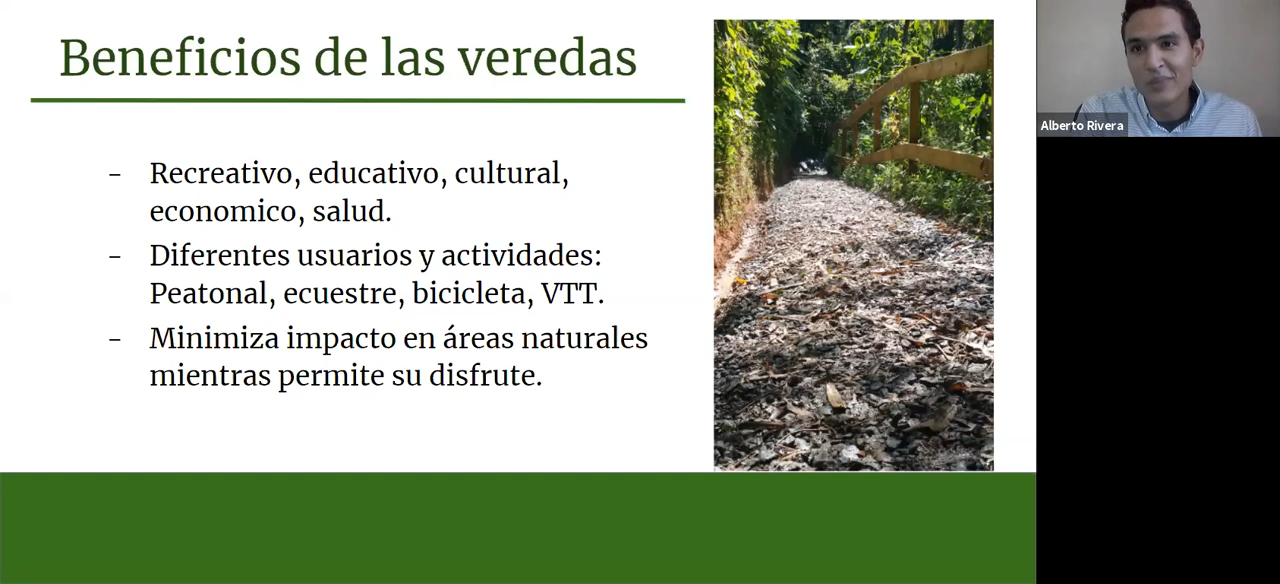 Beneficios de las veredas
- Recreativo, educativo, cultural,
economico, salud.
- Diferentes usuarios y actividades:
Peatonal, ecuestre, bicicleta, VTT.
- Minimiza impacto en áreas naturales
mientras permite su disfrute.
Alberto Rivera